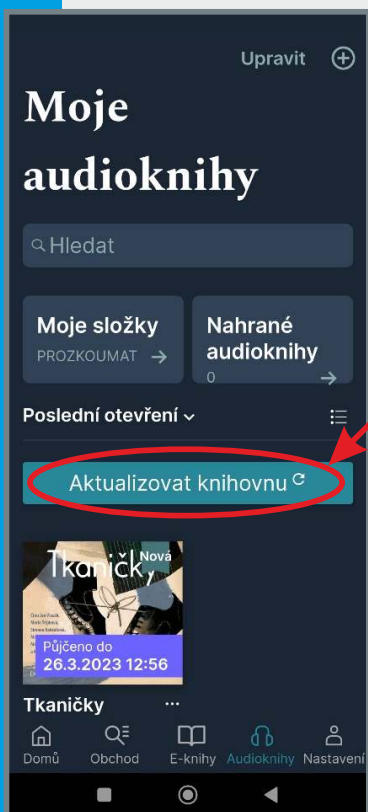 Upravit
Moje
audioknihy
Hledat
Moje složky
PROZKOUMAT →
Nahrané
audioknihy
0 →
Poslední otevření
Aktualizovat knihovnu
Nová
Tkaničky
Půjčeno do
26.3.2023 12:56
Tkaničky ...
Domů Obchod E-knihy Audioknihy Nastavení